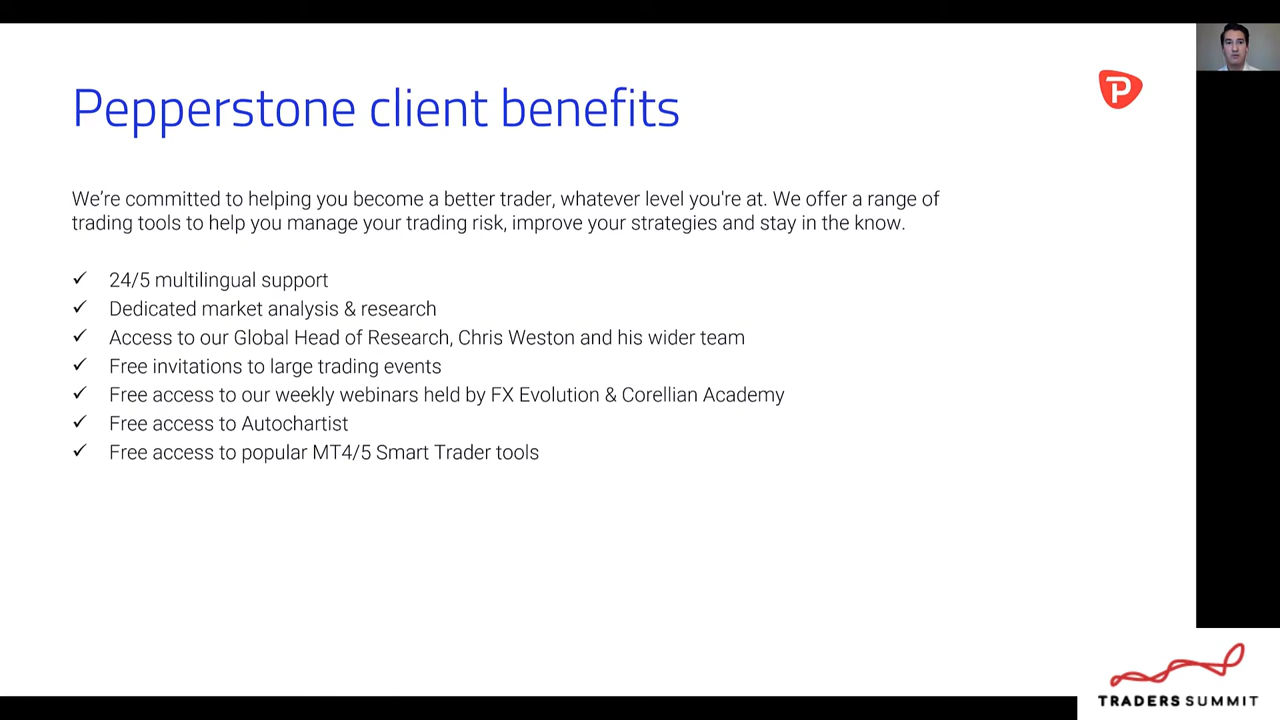 Pepperstone client benefits
P
We’re committed to helping you become a better trader, whatever level you're at. We offer a range of
trading tools to help you manage your trading risk, improve your strategies and stay in the know.
✓ 24/5 multilingual support
✓ Dedicated market analysis & research
✓ Access to our Global Head of Research, Chris Weston and his wider team
✓ Free invitations to large trading events
✓ Free access to our weekly webinars held by FX Evolution & Corellian Academy
✓ Free access to Autochartist
✓ Free access to popular MT4/5 Smart Trader tools
TRADERS SUMMIT